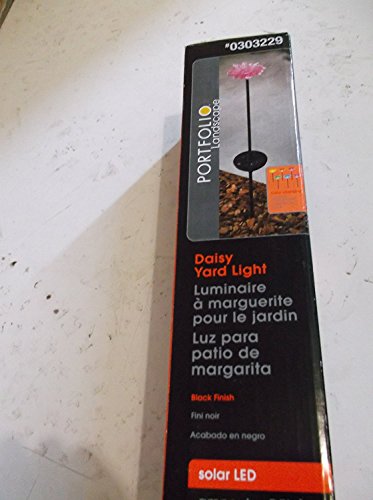 #0303229
PORTFOLIO
Landscape
Daisy
Yard Light
Luminaire
à marguerite
pour le jardin
Luz para
patio de
margarita
Black Finish
Fini noir
Acabado en negro
solar LED